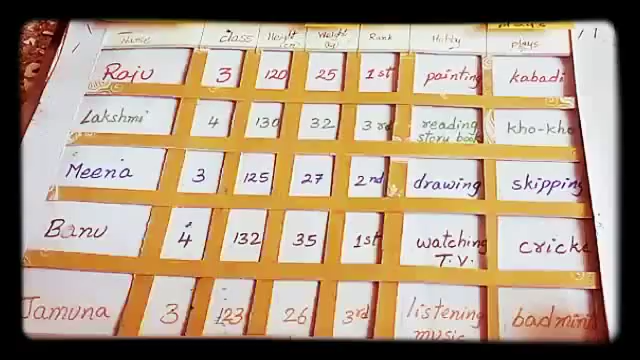 Name Class Height (cm) Weight (kg) Rank Hobby plays
Raju 3 120 25 1st painting kabadi
Lakshmi 4 130 32 3rd reading kho-kho
story book
Meena 3 125 27 2nd drawing skipping
Banu 4 132 35 1st watching cricke
T.V.
Jamuna 3 123 26 3rd listening badmint
music